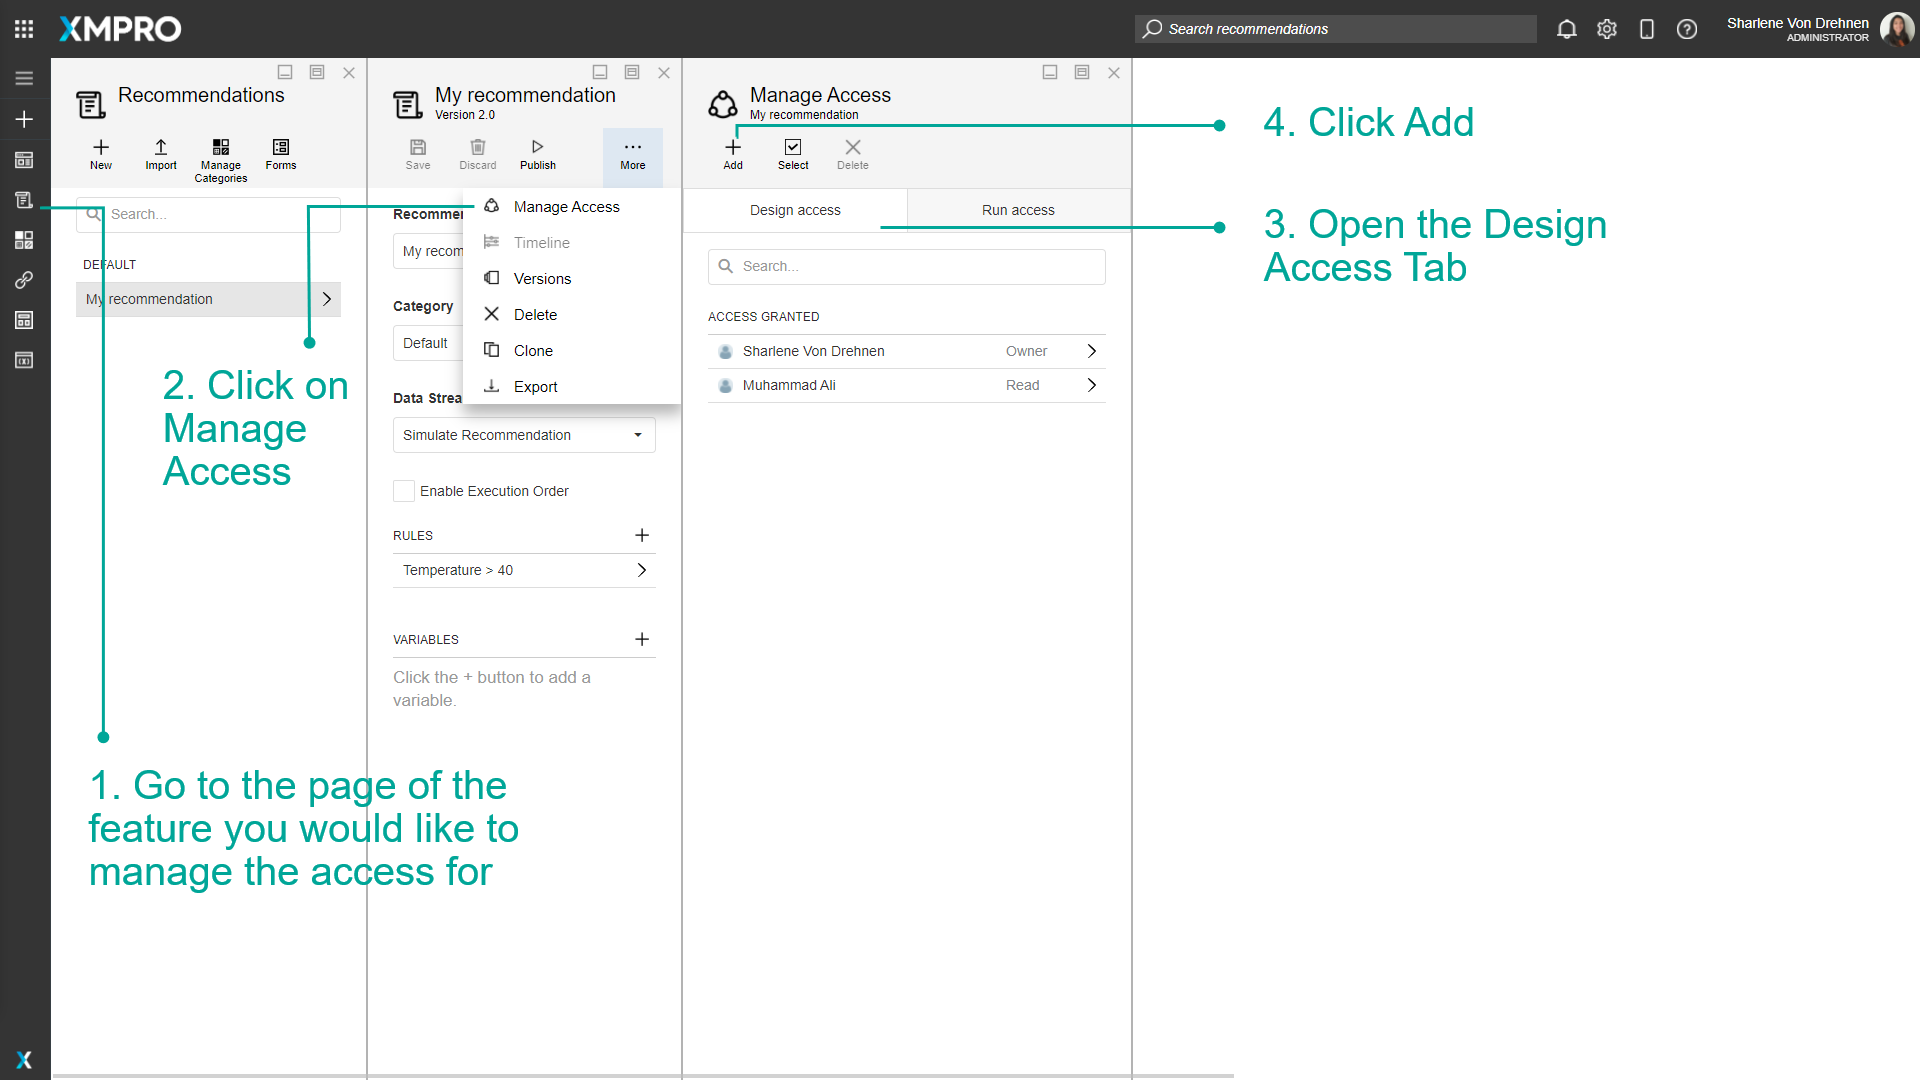 XMPRO
Search recommendations
Sharlene Von Drehnen
ADMINISTRATOR
Recommendations
New
Import
Manage
Categories
Forms
Search...
DEFAULT
My recommendation
My recommendation
Version 2.0
Save
Discard
Publish
More
Manage Access
Timeline
Versions
Delete
Clone
Export
Recommen
My recom
Category
Default
Data Strea
Simulate Recommendation
Enable Execution Order
RULES
Temperature > 40
VARIABLES
Click the + button to add a
variable.
Manage Access
My recommendation
Add
Select
Delete
Design access
Run access
Search...
ACCESS GRANTED
Sharlene Von Drehnen
Owner
Muhammad Ali
Read
4. Click Add
3. Open the Design
Access Tab
2. Click on
Manage
Access
1. Go to the page of the
feature you would like to
manage the access for